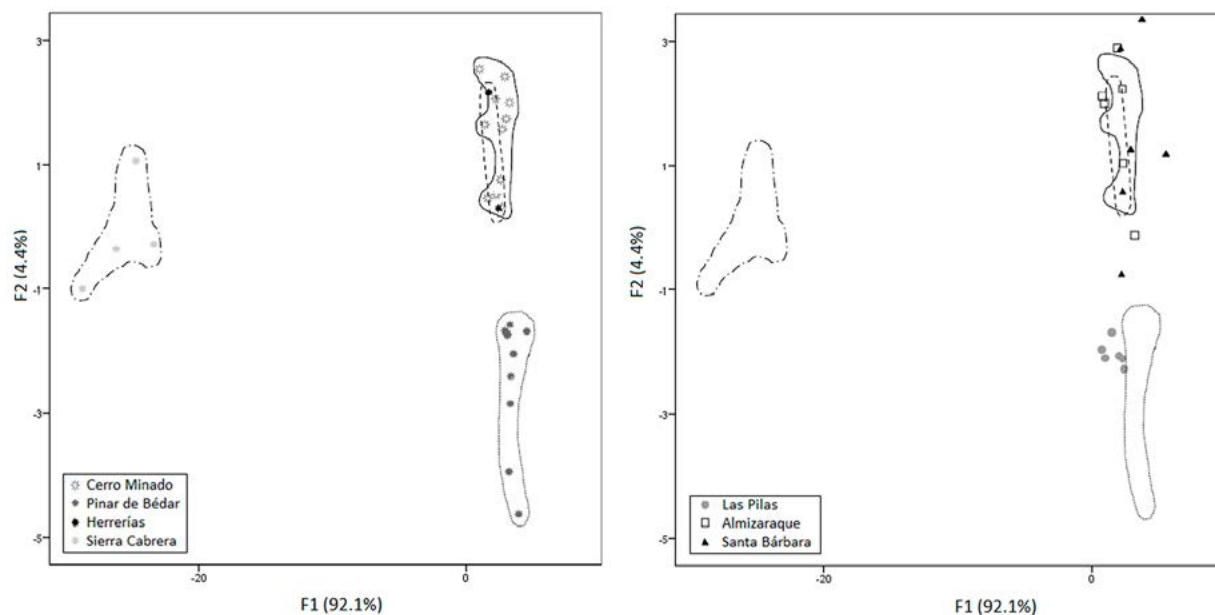 3
1
-1
-3
-5
F2 (4.4%)
-20
0
F1 (92.1%)
Cerro Minado
Pinar de Bédar
Herrerías
Sierra Cabrera
3
1
-1
-3
-5
F2 (4.4%)
-20
0
F1 (92.1%)
Las Pilas
Almizaraque
Santa Bárbara